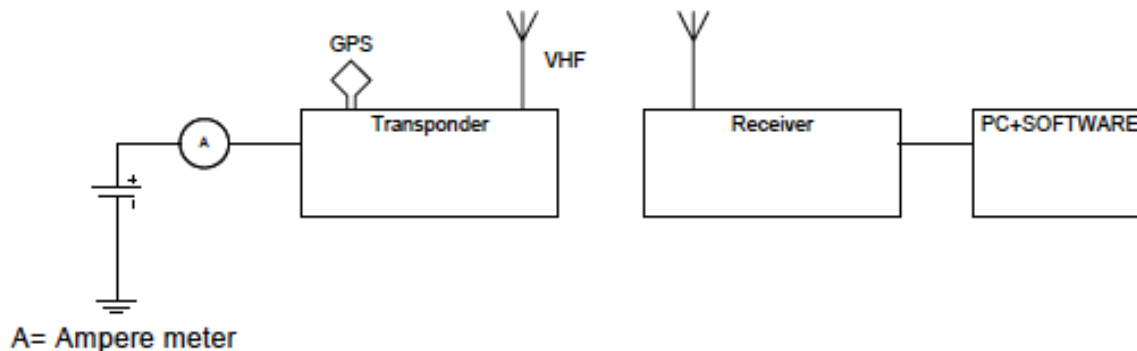 GPS
VHF
Transponder
Receiver
PC+SOFTWARE
A
+
A= Ampere meter